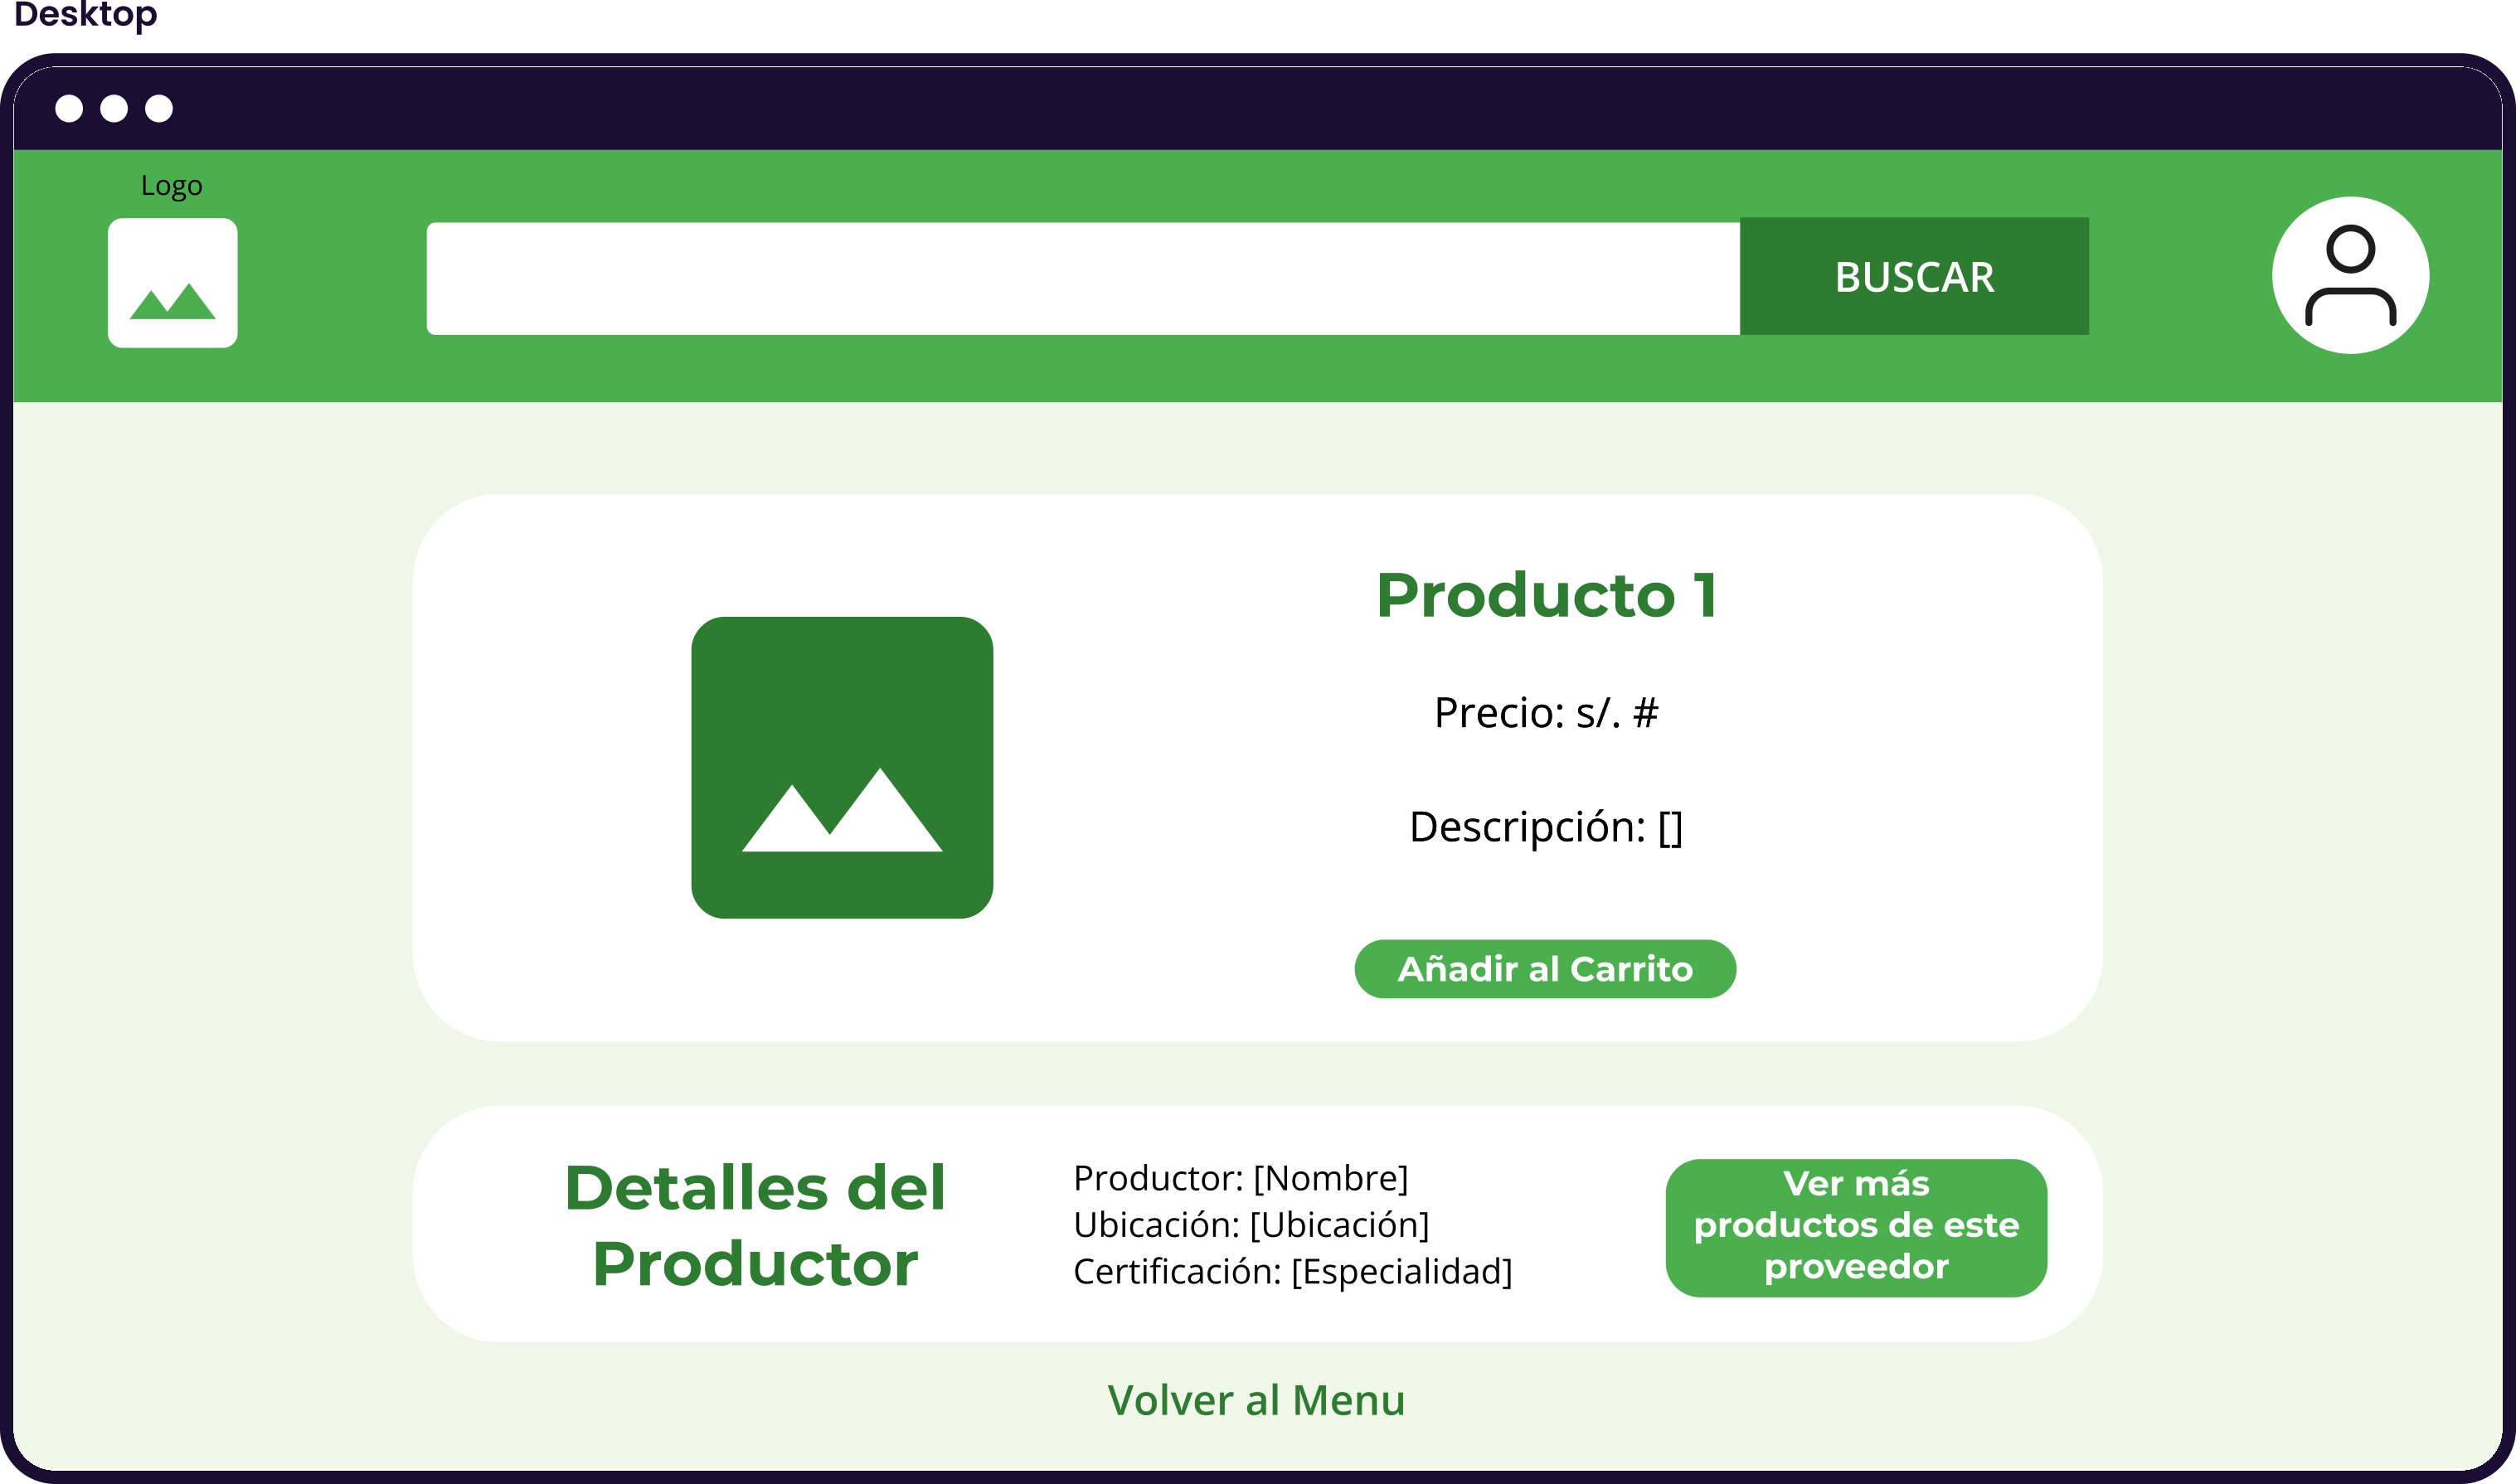 Desktop
Logo
BUSCAR
Producto 1
Precio: s/. #
Descripción: []
Añadir al Carrito
Detalles del
Productor
Productor: [Nombre]
Ubicación: [Ubicación]
Certificación: [Especialidad]
Ver más
productos de este
proveedor
Volver al Menu